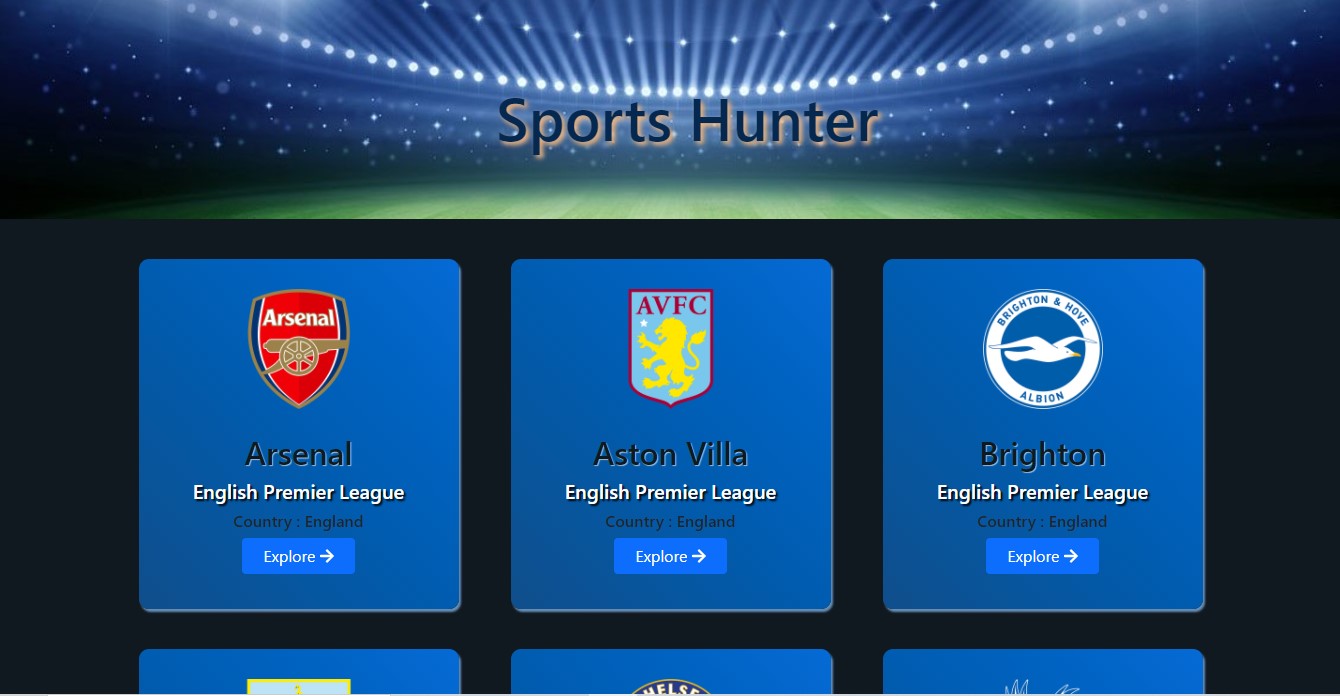 Sports Hunter
Arsenal
AVFC
BRIGHTON & HOVE
ALBION
Arsenal
Aston Villa
Brighton
English Premier League
English Premier League
English Premier League
Country : England
Country : England
Country : England
Explore
Explore
Explore